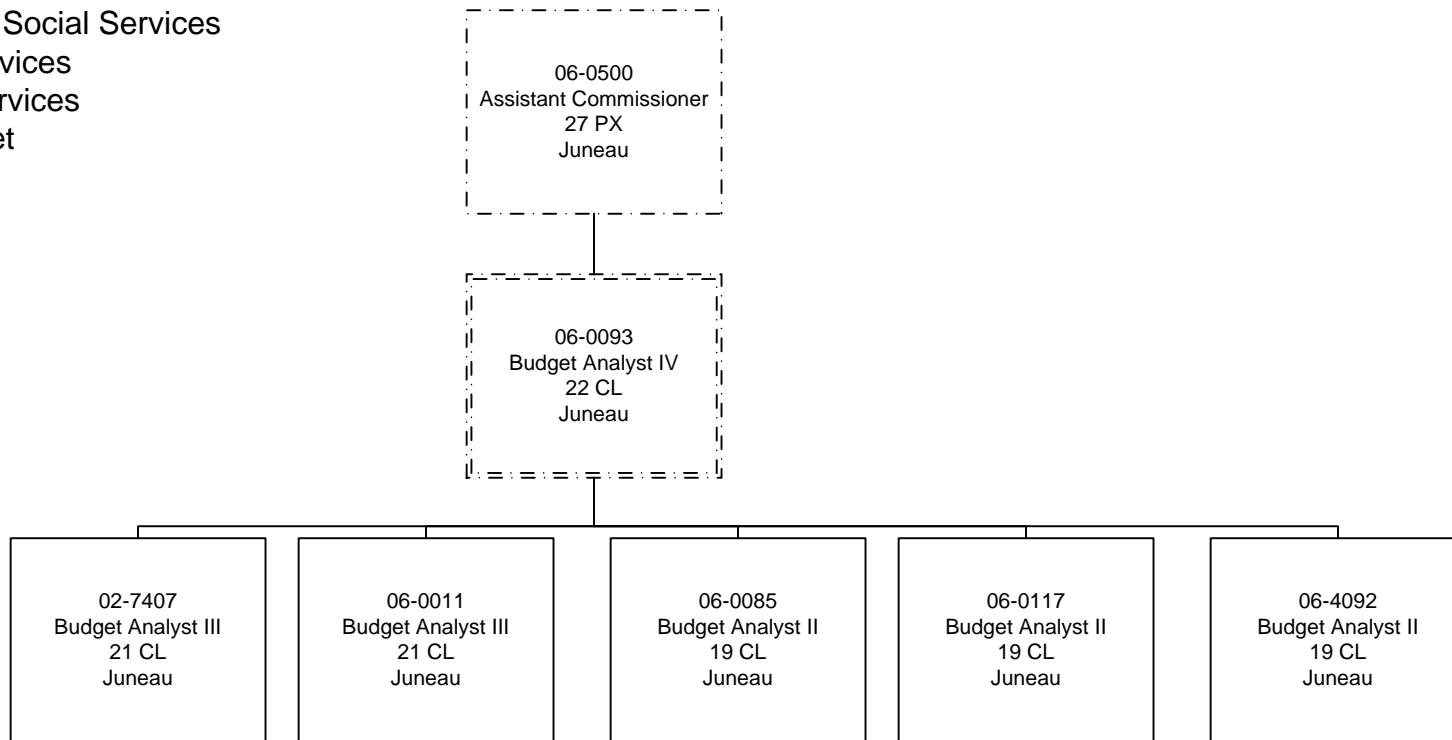 Social Services
vices
rvices
et
06-0500
Assistant Commissioner
27 PX
Juneau
06-0093
Budget Analyst IV
22 CL
Juneau
02-7407
Budget Analyst III
21 CL
Juneau
06-0011
Budget Analyst III
21 CL
Juneau
06-0085
Budget Analyst II
19 CL
Juneau
06-0117
Budget Analyst II
19 CL
Juneau
06-4092
Budget Analyst II
19 CL
Juneau